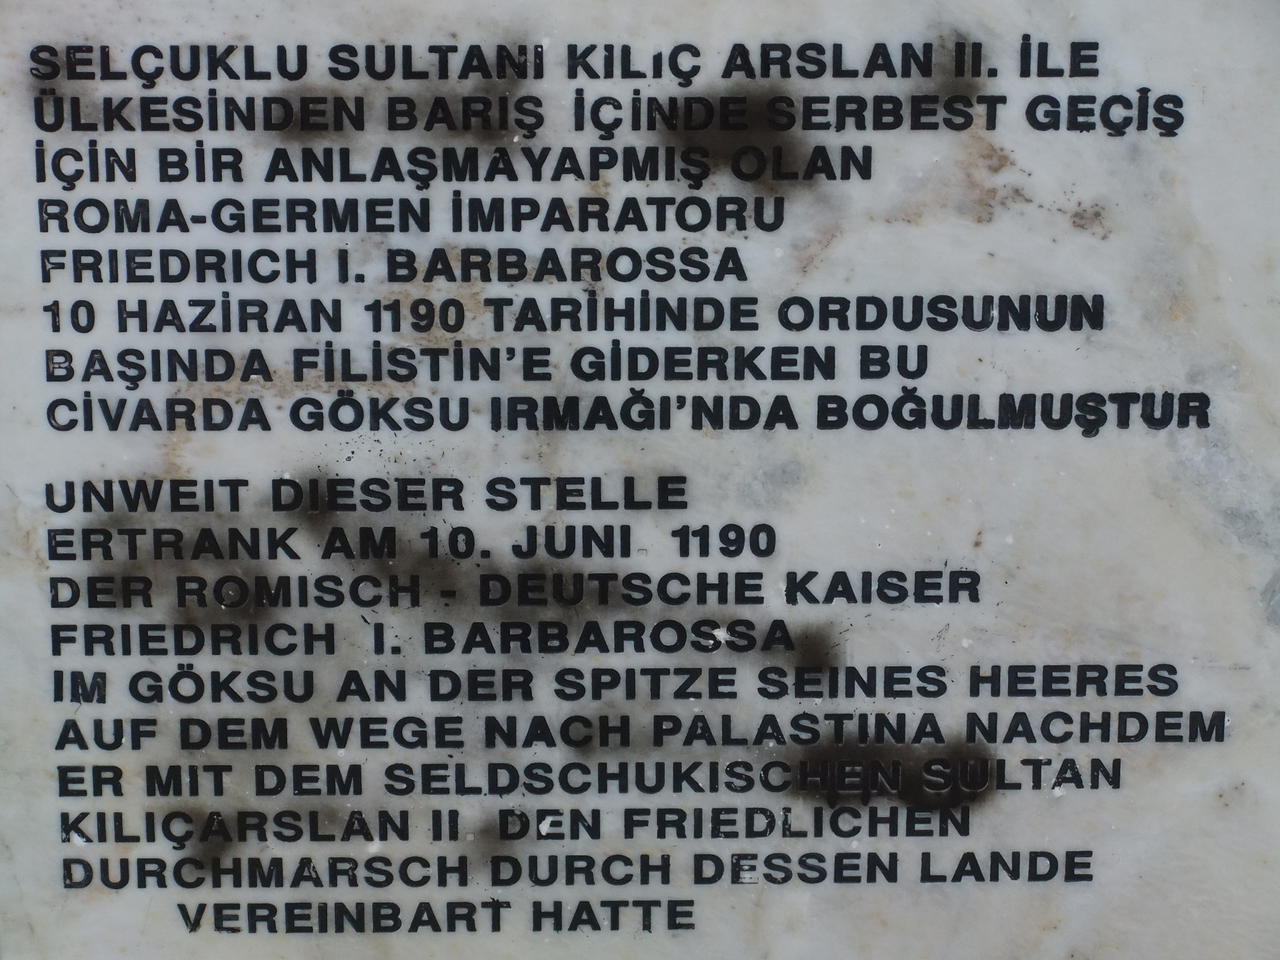 SELÇUKLU SULTANI KILIÇ ARSLAN II. İLE
ÜLKESİNDEN BARIŞ İÇİNDE SERBEST GEÇİŞ
İÇİN BİR ANLAŞMA YAPMIŞ OLAN
ROMA-GERMEN İMPARATORU
FRIEDRICH I. BARBAROSSA
10 HAZİRAN 1190 TARİHİNDE ORDUSUNUN
BAŞINDA FİLİSTİN'E GİDERKEN BU
CİVARDA GÖKSU IRMAĞI'NDA BOĞULMUŞTUR
UNWEIT DIESER STELLE
ERTRANK AM 10. JUNI 1190
DER RÖMISCH - DEUTSCHE KAISER
FRIEDRICH I. BARBAROSSA
IM GÖKSU AN DER SPITZE SEINES HEERES
AUF DEM WEGE NACH PALASTINA NACHDEM
ER MIT DEM SELDSCHUKISCHEN SULTAN
KILIÇARSLAN II DEN FRIEDLICHEN
DURCHMARSCH DURCH DESSEN LANDE
VEREINBART HATTE